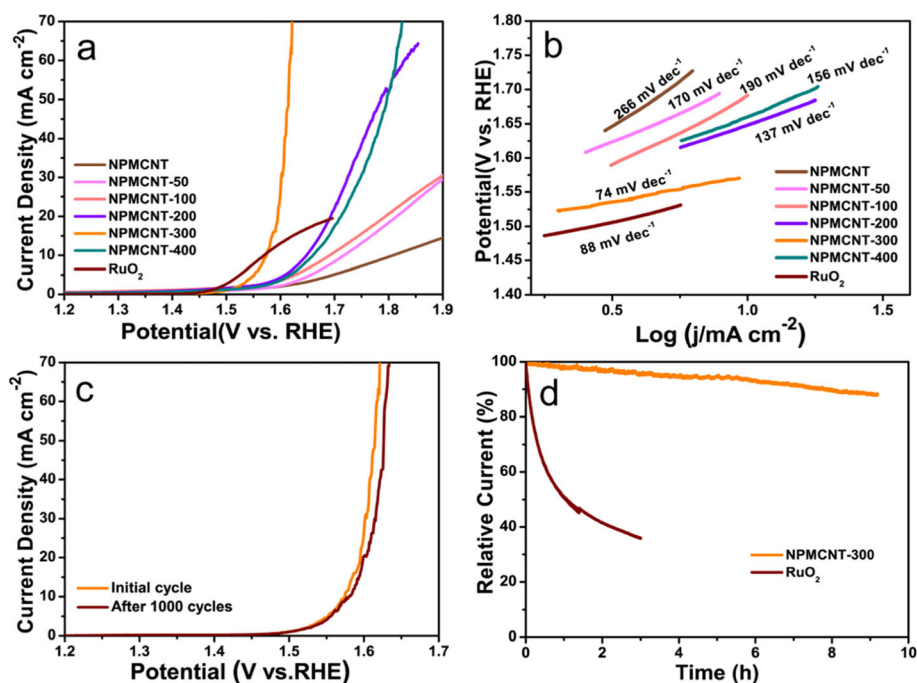 a
Current Density (mA cm⁻²)
70
60
50
40
30
20
10
0
NPMCNT
NPMCNT-50
NPMCNT-100
NPMCNT-200
NPMCNT-300
NPMCNT-400
RuO₂
1.2 1.3 1.4 1.5 1.6 1.7 1.8 1.9
Potential(V vs. RHE)
b
Potential(V vs. RHE)
1.80
1.75
1.70
1.65
1.60
1.55
1.50
1.45
1.40
266 mV dec⁻¹
170 mV dec⁻¹
190 mV dec⁻¹
156 mV dec⁻¹
137 mV dec⁻¹
74 mV dec⁻¹
88 mV dec⁻¹
NPMCNT
NPMCNT-50
NPMCNT-100
NPMCNT-200
NPMCNT-300
NPMCNT-400
RuO₂
0.5 1.0 1.5
Log (j/mA cm⁻²)
c
Current Density (mA cm⁻²)
70
60
50
40
30
20
10
0
Initial cycle
After 1000 cycles
1.2 1.3 1.4 1.5 1.6 1.7
Potential (V vs.RHE)
d
Relative Current (%)
100
80
60
40
20
0
NPMCNT-300
RuO₂
0 2 4 6 8 10
Time (h)